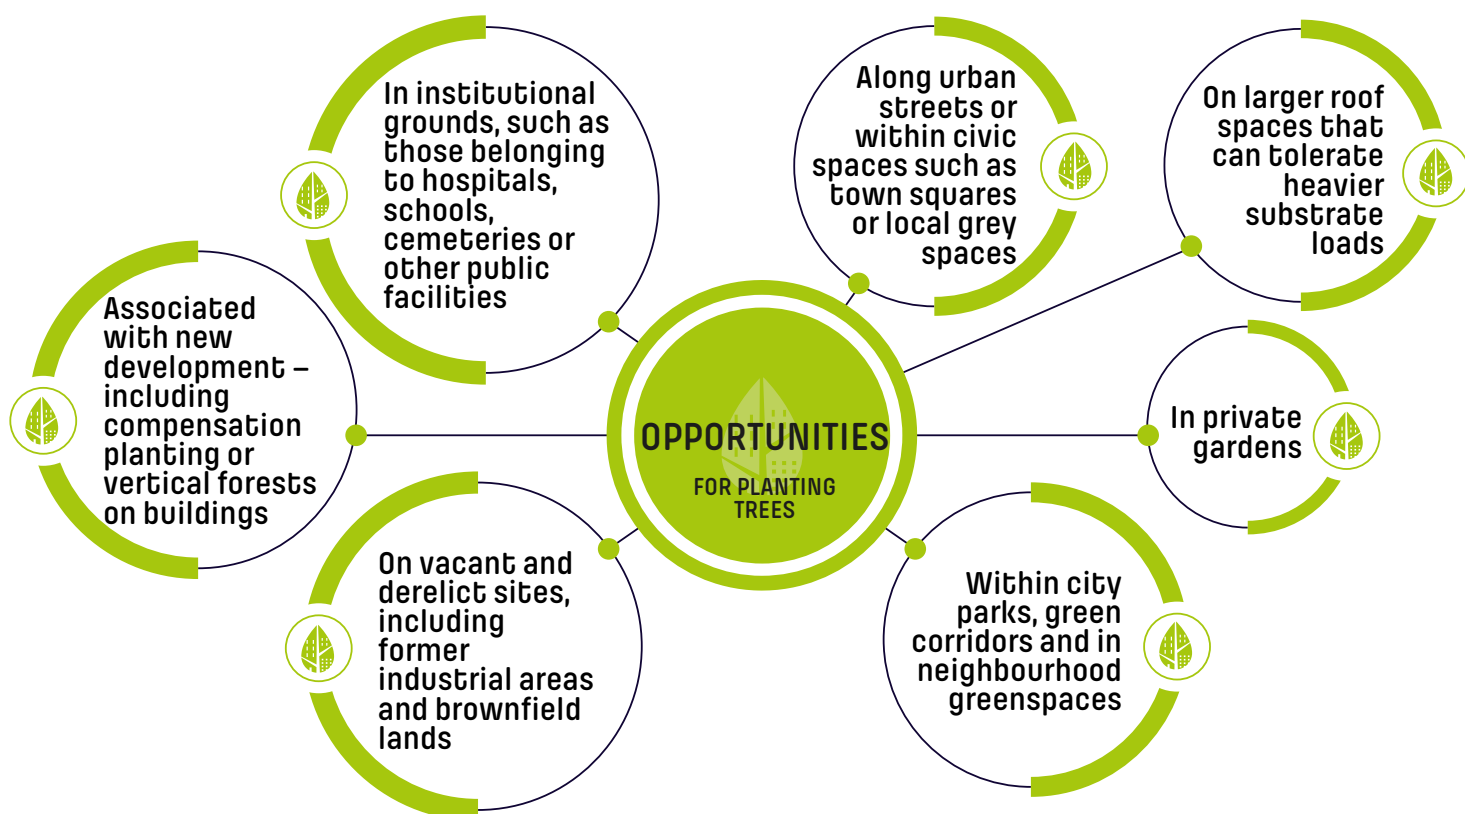 In institutional
grounds, such as
those belonging
to hospitals,
schools,
cemeteries or
other public
facilities
Along urban
streets or
within civic
spaces such as
town squares
or local grey
spaces
On larger roof
spaces that
can tolerate
heavier
substrate
loads
Associated
with new
development –
including
compensation
planting or
vertical forests
on buildings
OPPORTUNITIES
FOR PLANTING
TREES
In private
gardens
On vacant and
derelict sites,
including
former
industrial areas
and brownfield
lands
Within city
parks, green
corridors and in
neighbourhood
greenspaces